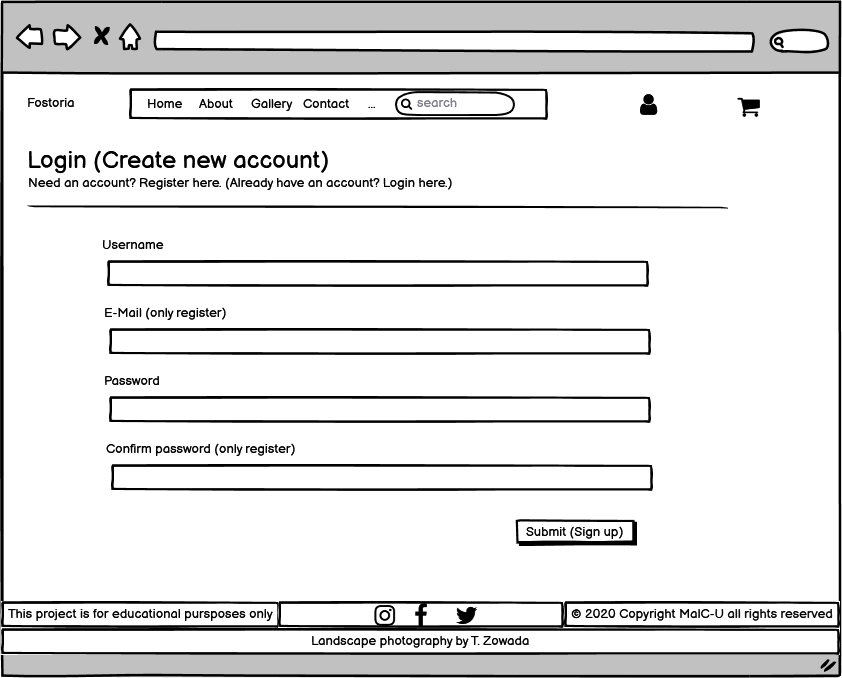 Fostoria
Home About Gallery Contact ... search
Login (Create new account)
Need an account? Register here. (Already have an account? Login here.)
Username
E-Mail (only register)
Password
Confirm password (only register)
Submit (Sign up)
This project is for educational pursposes only
© 2020 Copyright MalC-U all rights reserved
Landscape photography by T. Zowada